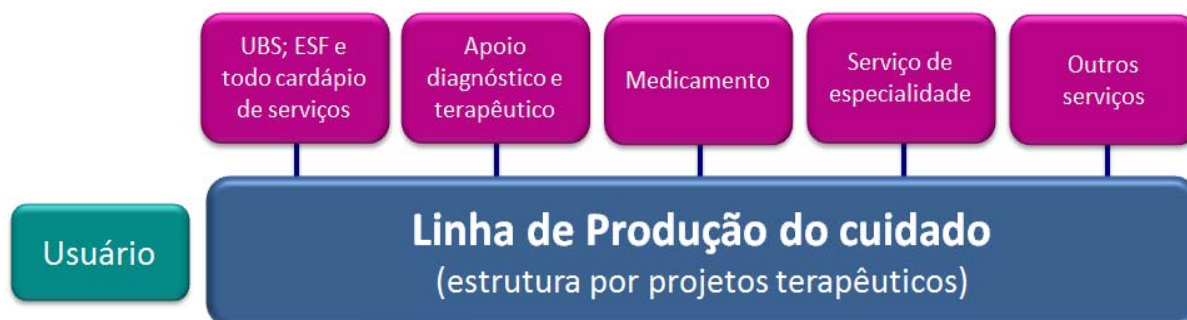 UBS; ESF e
todo cardápio
de serviços
Apoio
diagnóstico e
terapêutico
Medicamento
Serviço de
especialidade
Outros
serviços
Usuário
Linha de Produção do cuidado
(estrutura por projetos terapêuticos)